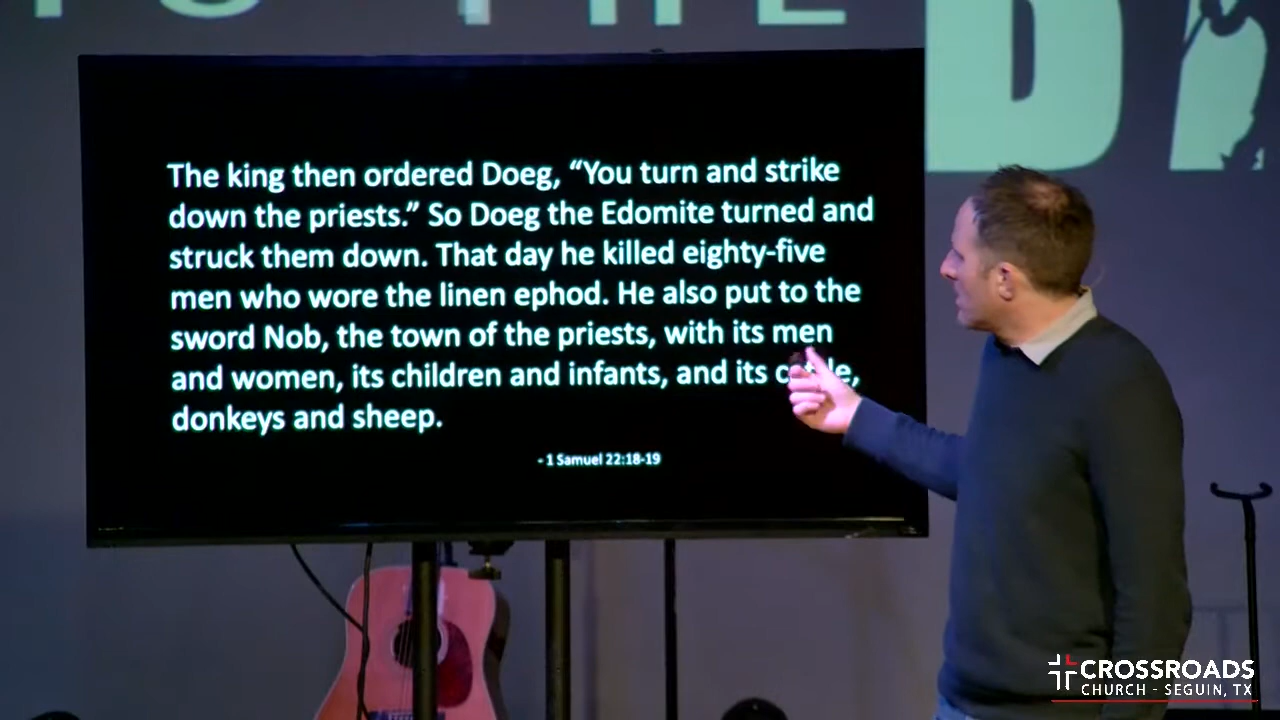 THE
The king then ordered Doeg, “You turn and strike
down the priests.” So Doeg the Edomite turned and
struck them down. That day he killed eighty-five
men who wore the linen ephod. He also put to the
sword Nob, the town of the priests, with its men
and women, its children and infants, and its
donkeys and sheep.
- 1 Samuel 22:18-19
CROSSROADS
CHURCH - SEGUIN, TX